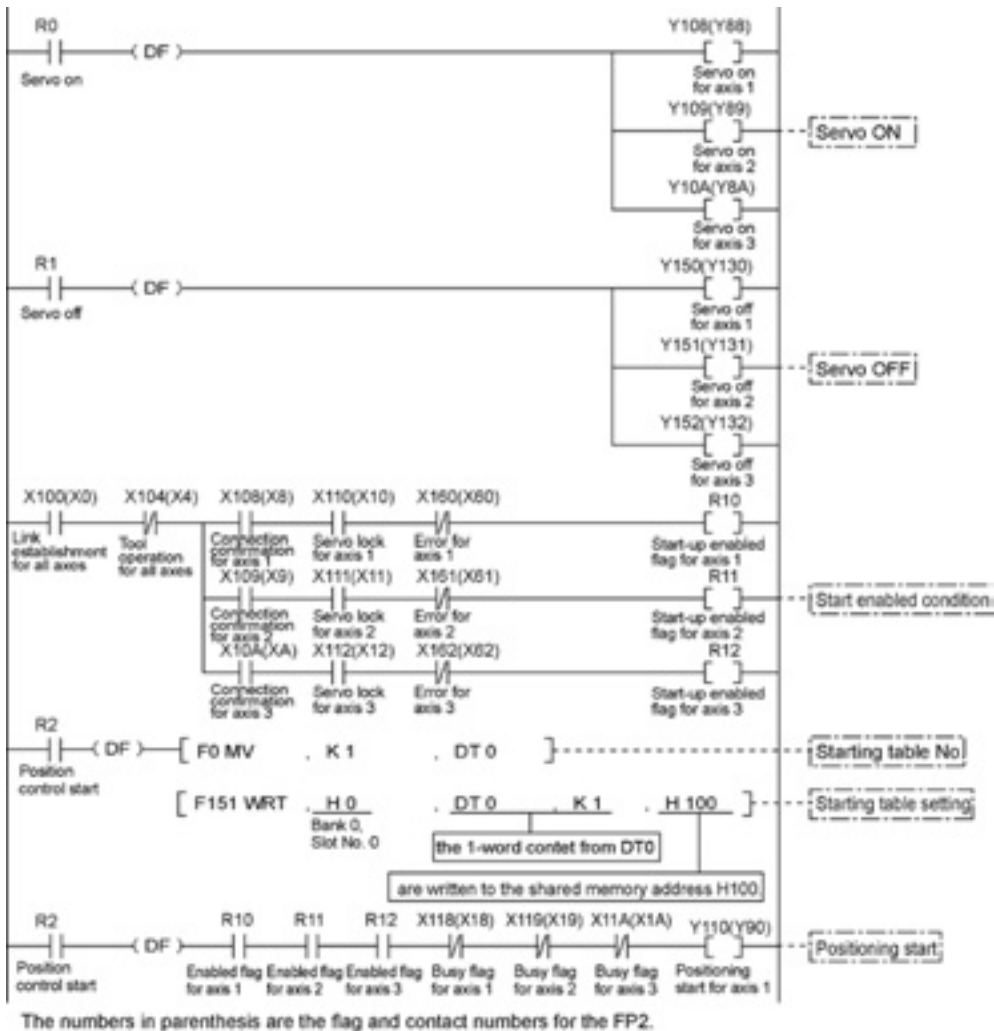 R0
Y108(Y88)
( DF )
Servo on
Servo on
for axis 1
Y109(Y89)
Servo ON
Servo on
for axis 2
Y10A(Y8A)
Servo on
for axis 3
R1
Y150(Y130)
( DF )
Servo off
Servo off
for axis 1
Y151(Y131)
Servo OFF
Servo off
for axis 2
Y152(Y132)
Servo off
for axis 3
X100(X0) X104(X4) X108(X8) X110(X10) X160(X60) R10
Link
establishment
for all axes
Tool
operation
for all axes
Connection
confirmation
for axis 1
Servo lock
for axis 1
Error for
axis 1
Start-up enabled
flag for axis 1
X109(X9) X111(X11) X161(X61) R11
Start enabled condition
Connection
confirmation
for axis 2
Servo lock
for axis 2
Error for
axis 2
Start-up enabled
flag for axis 2
X10A(XA) X112(X12) X162(X62) R12
Connection
confirmation
for axis 3
Servo lock
for axis 3
Error for
axis 3
Start-up enabled
flag for axis 3
R2
( DF ) [ F0 MV , K 1 , DT 0 ] Starting table No
Position
control start
[ F151 WRT , H 0 , DT 0 , K 1 , H 100 ] Starting table setting
Bank 0,
Slot No. 0
the 1-word contet from DT0
are written to the shared memory address H100.
R2 R10 R11 R12 X118(X18) X119(X19) X11A(X1A) Y110(Y90)
( DF )
Positioning start
Position
control start
Enabled flag
for axis 1
Enabled flag
for axis 2
Enabled flag
for axis 3
Busy flag
for axis 1
Busy flag
for axis 2
Busy flag
for axis 3
Positioning
start for axis 1
The numbers in parenthesis are the flag and contact numbers for the FP2.